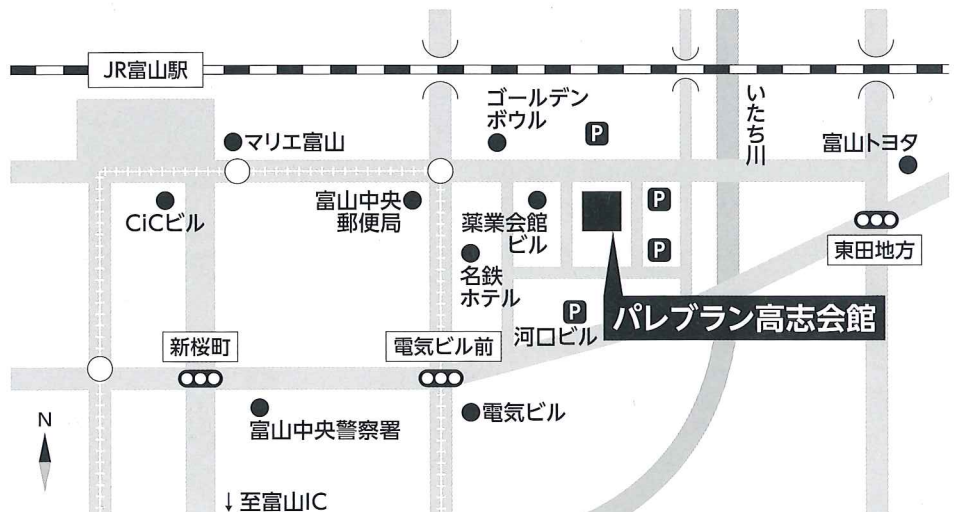 JR富山駅
ゴールデン
ボウル
P
いたち川
マリエ富山
富山トヨタ
CiCビル
富山中央
郵便局
薬業会館
ビル
P
P
名鉄
ホテル
東田地方
P
河口ビル
パレブラン高志会館
新桜町
電気ビル前
N
富山中央警察署
電気ビル
↓至富山IC